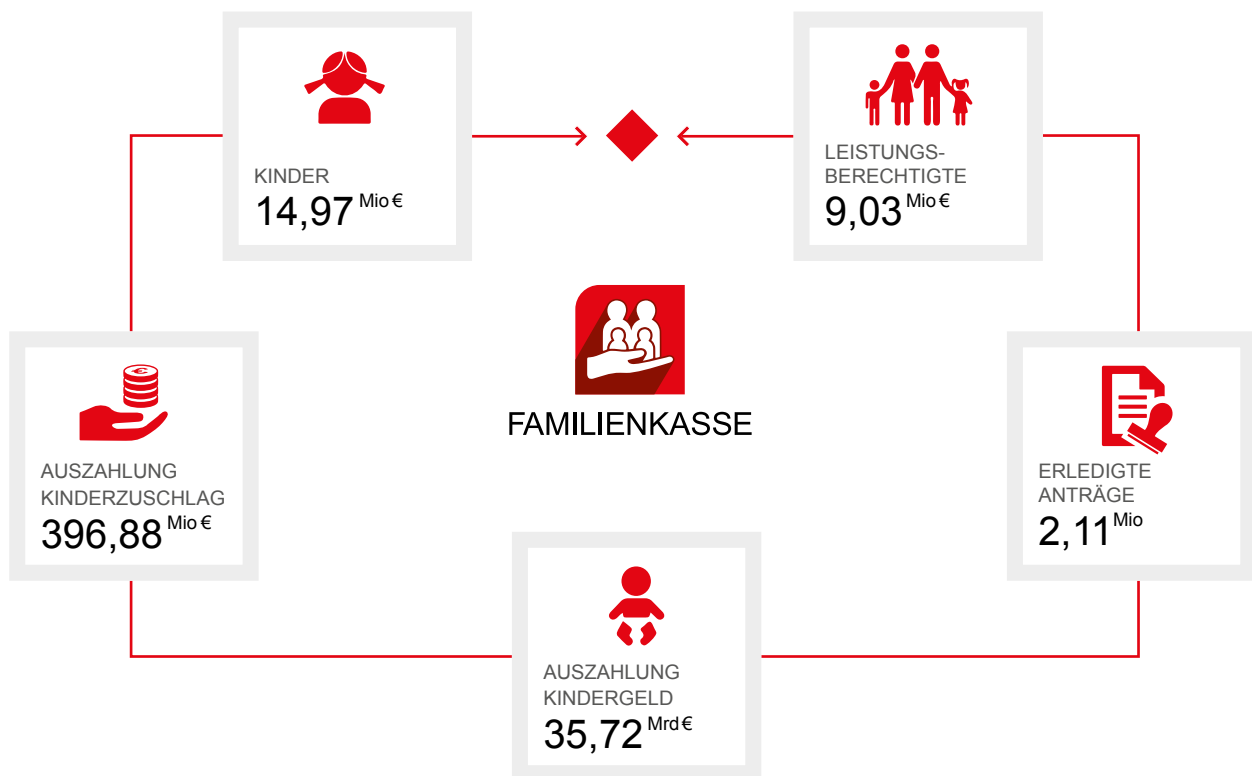 KINDER
14,97 Mio €
LEISTUNGS-
BERECHTIGTE
9,03 Mio €
FAMILIENKASSE
AUSZAHLUNG
KINDERZUSCHLAG
396,88 Mio €
ERLEDIGTE
ANTRÄGE
2,11 Mio
AUSZAHLUNG
KINDERGELD
35,72 Mrd €